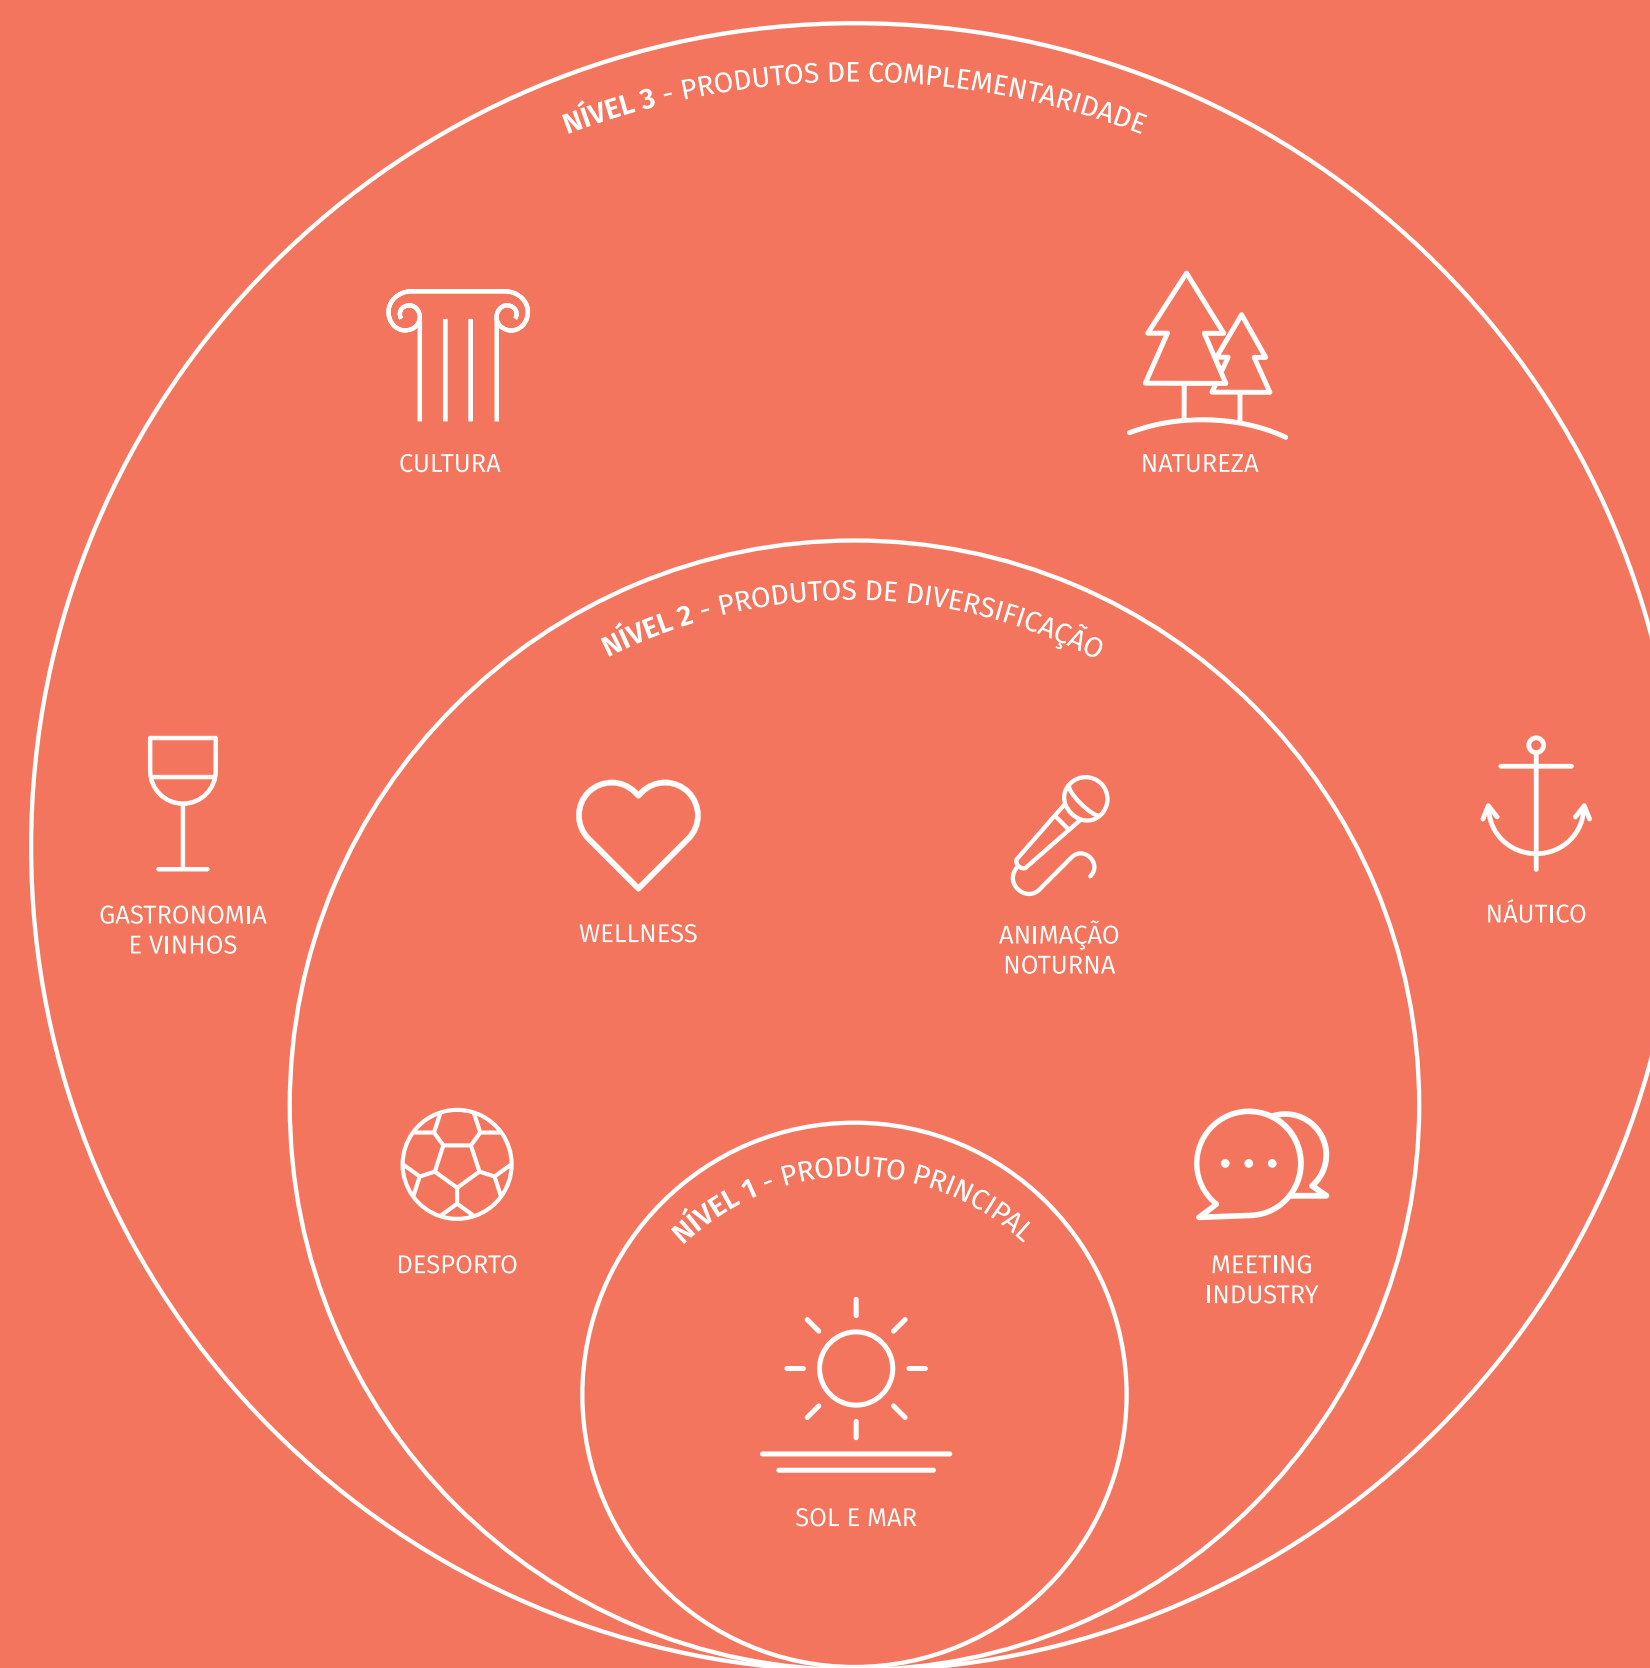 NÍVEL 3 - PRODUTOS DE COMPLEMENTARIDADE
CULTURA
NATUREZA
GASTRONOMIA
E VINHOS
NÁUTICO
NÍVEL 2 - PRODUTOS DE DIVERSIFICAÇÃO
WELLNESS
ANIMAÇÃO
NOTURNA
DESPORTO
MEETING
INDUSTRY
NÍVEL 1 - PRODUTO PRINCIPAL
SOL E MAR